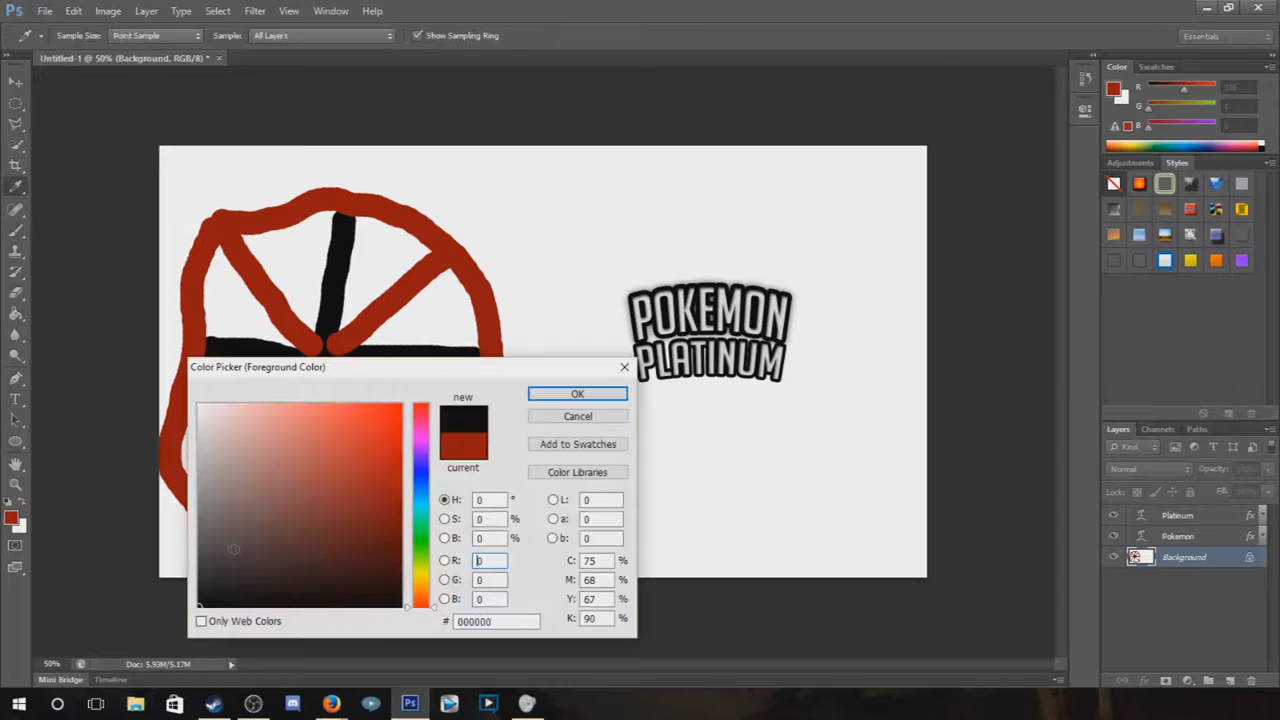 Ps File Edit Image Layer Type Select Filter View Window Help
Sample Size: Point Sample Sample: All Layers Show Sampling Ring Essentials
Untitled-1 @ 50% (Background, RGB/8) * ×
Color Swatches
R
G
B
Adjustments Styles
POKEMON
PLATINUM
Color Picker (Foreground Color)
new
current
OK
Cancel
Add to Swatches
Color Libraries
H: 0 ° L: 0
S: 0 % a: 0
B: 0 % b: 0
R: 0 C: 75 %
G: 0 M: 68 %
B: 0 Y: 67 %
# 000000 K: 90 %
Only Web Colors
Layers Channels Paths
Kind
Normal Opacity:
Lock: Fill:
Platinum fx
Pokemon fx
Background
50% Doc: 5.93M/5.17M
Mini Bridge Timeline
Ps